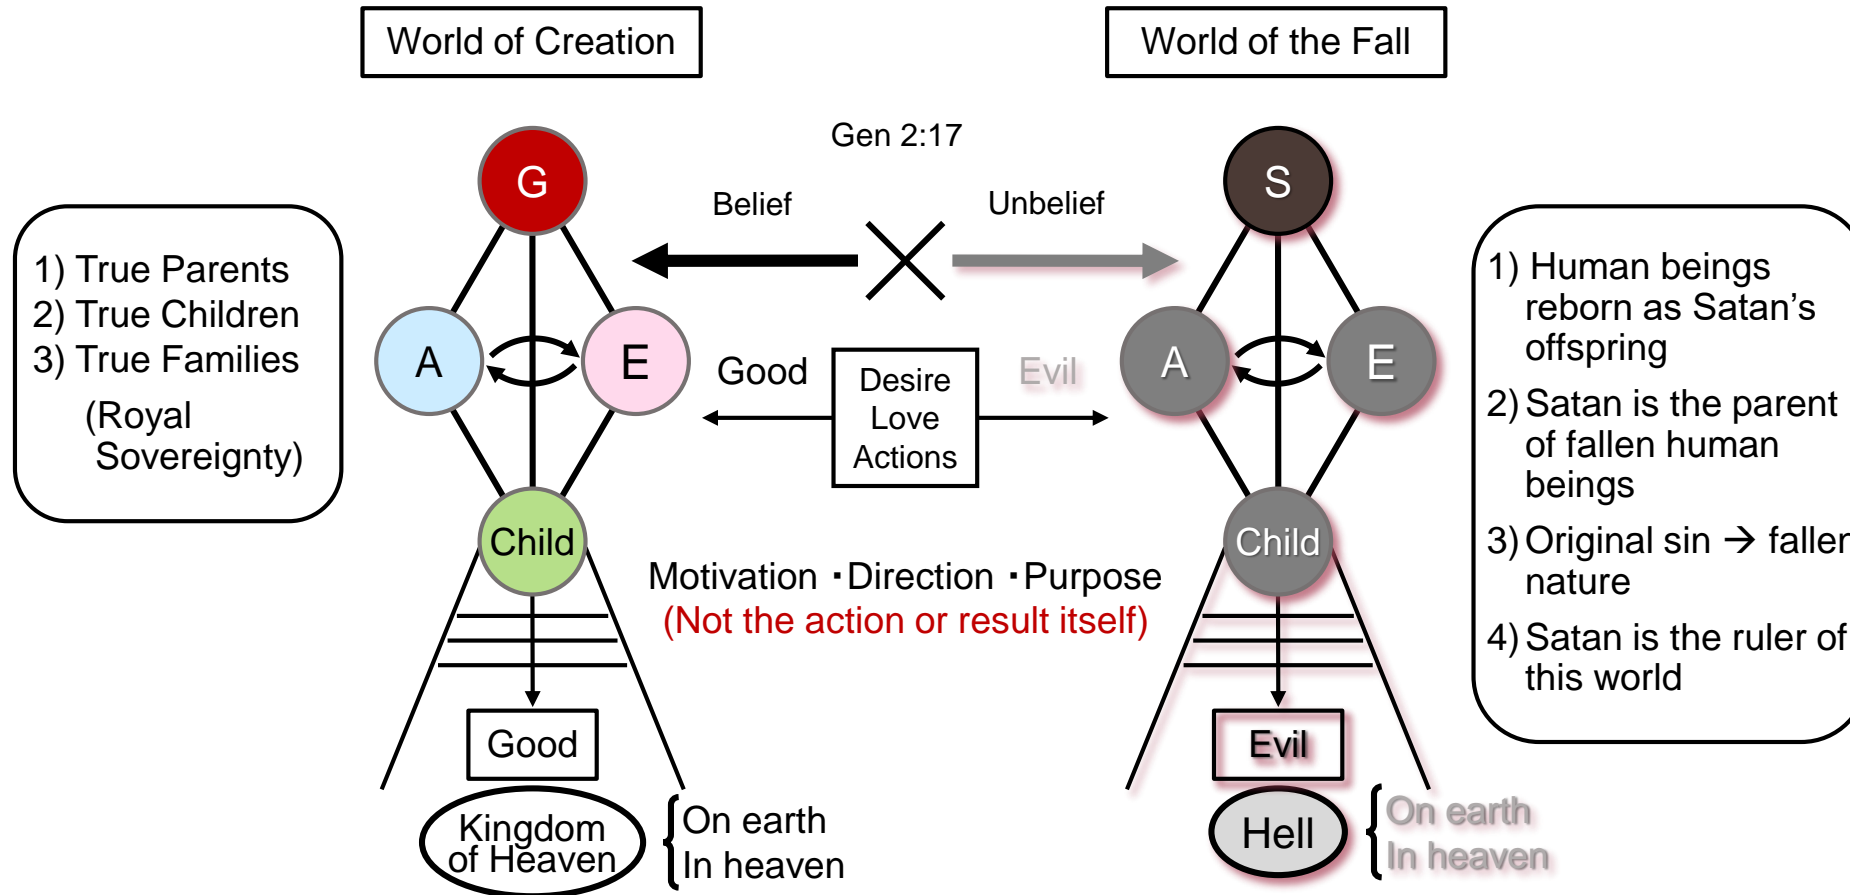 World of Creation
World of the Fall
Gen 2:17
G
S
Belief
Unbelief
1) True Parents
2) True Children
3) True Families
(Royal
Sovereignty)
A
E
Good
Desire
Love
Actions
Evil
A
E
1) Human beings
reborn as Satan's
offspring
2) Satan is the parent
of fallen human
beings
3) Original sin → fallen
nature
4) Satan is the ruler of
this world
Child
Child
Motivation ・Direction ・Purpose
(Not the action or result itself)
Good
Evil
Kingdom
of Heaven
On earth
In heaven
Hell
On earth
In heaven